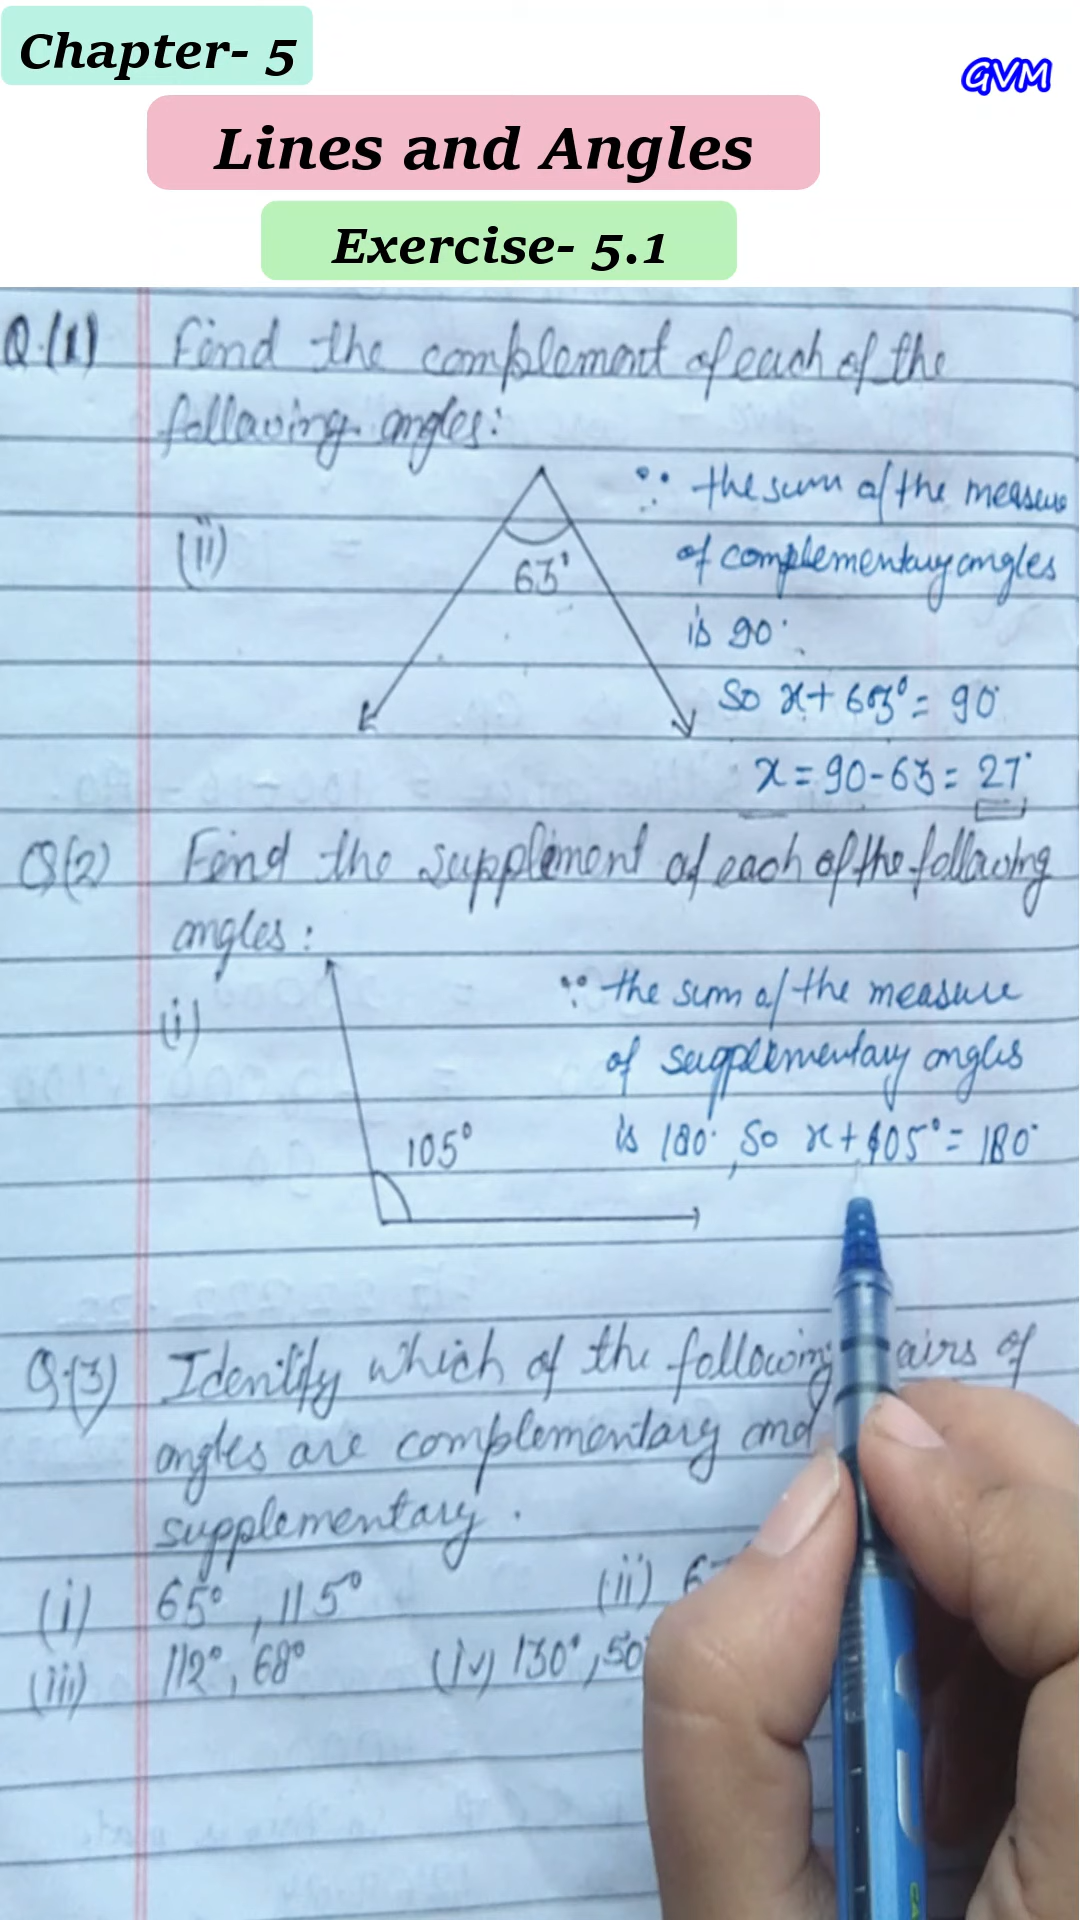 Chapter- 5
GVM
Lines and Angles
Exercise- 5.1
Q.(1) Find the complement of each of the
following angles:
(ii) 63°
∵ the sum of the measure
of complementary angles
is 90°
So x + 63° = 90°
x = 90 - 63 = 27°
Q(2) Find the supplement of each of the following
angles:
(i) 105°
∵ the sum of the measure
of supplementary angles
is 180°, So x + 105° = 180°
Q.(3) Identify which of the following airs of
angles are complementary and
supplementary.
(i) 65°, 115° (ii) 6
(iii) 112°, 68° (iv) 130°, 50°